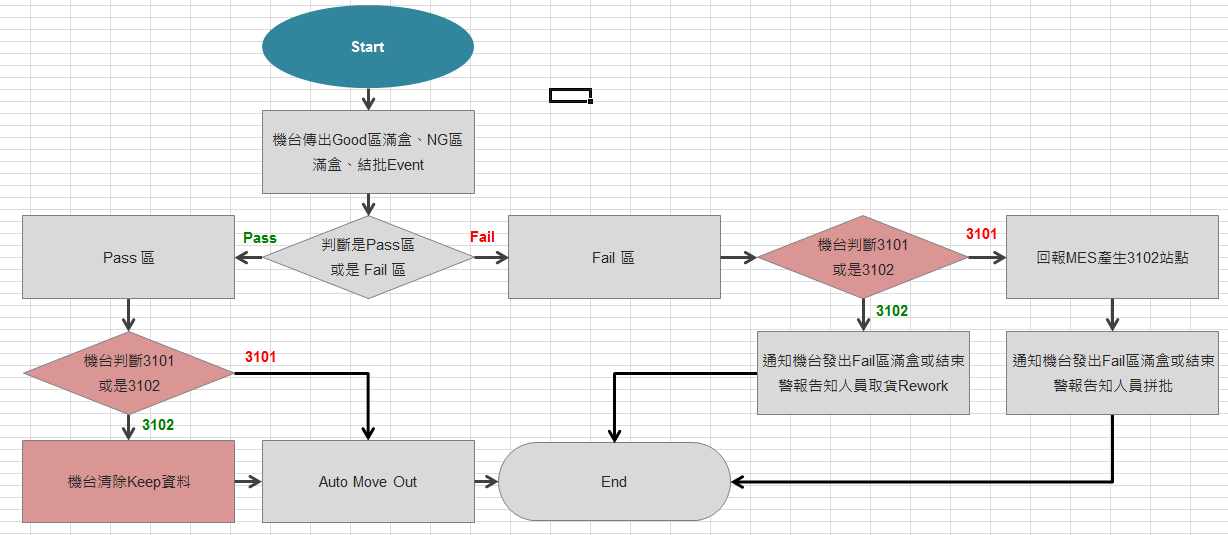 Start
機台傳出Good區滿盒、NG區
滿盒、結批Event
Pass 區
Pass
判斷是Pass區
或是 Fail 區
Fail
Fail 區
機台判斷3101
或是3102
3101
回報MES產生3102站點
3102
機台判斷3101
或是3102
3101
通知機台發出Fail區滿盒或結束
警報告知人員取貨Rework
通知機台發出Fail區滿盒或結束
警報告知人員拼批
3102
機台清除Keep資料
Auto Move Out
End